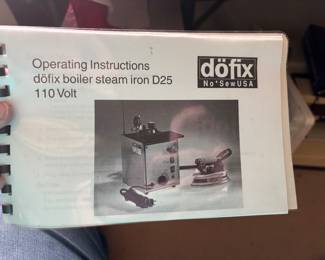 Operating Instructions
döfix boiler steam iron D25
110 Volt
döfix
No*SewUSA